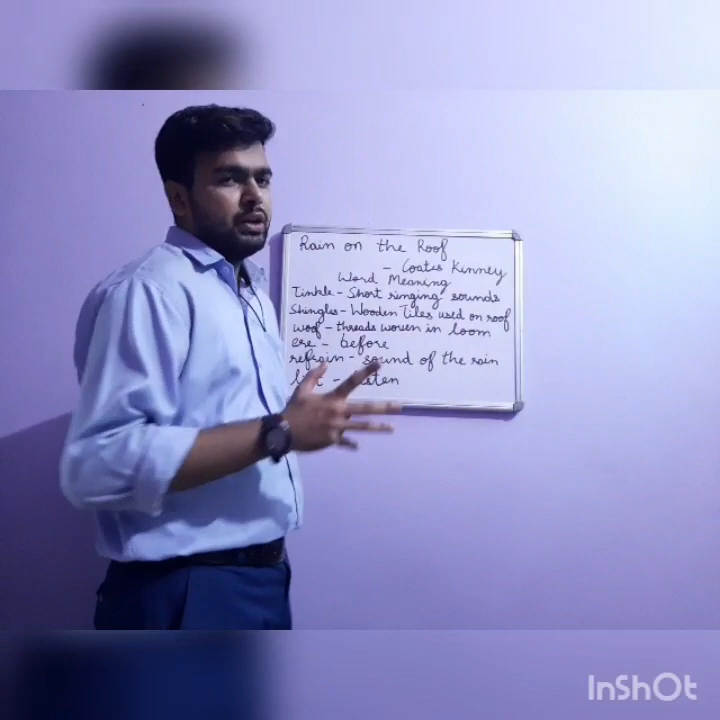 Rain on the Roof
- Coates Kinney
Word Meaning
Tinkle - Short ringing sounds
Shingles - Wooden Tiles used on roof
woof - threads woven in loom
ere - before
refrain - sound of the rain
InShOt